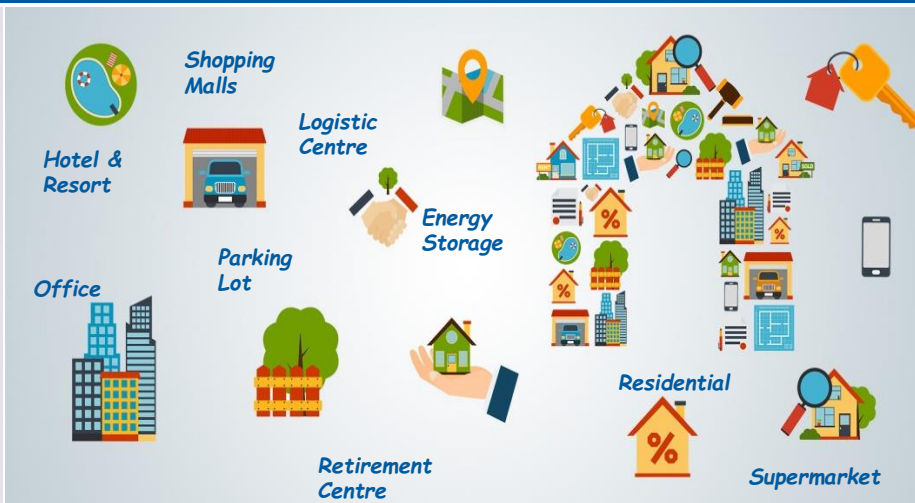 Shopping
Malls
Logistic
Centre
Hotel &
Resort
Energy
Storage
Parking
Lot
Office
Residential
Retirement
Centre
Supermarket
%
%
%
%